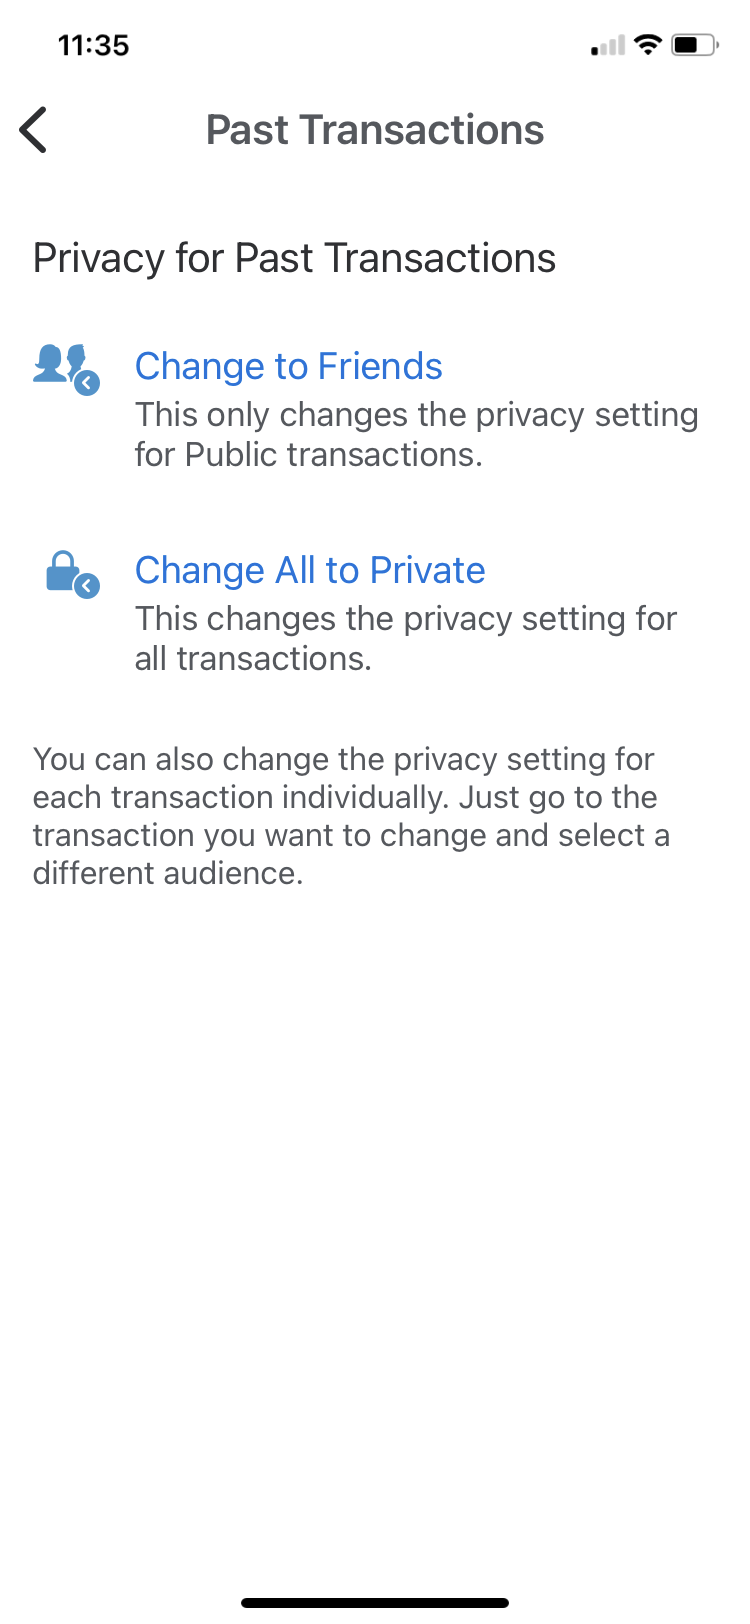 11:35
Past Transactions
Privacy for Past Transactions
Change to Friends
This only changes the privacy setting
for Public transactions.
Change All to Private
This changes the privacy setting for
all transactions.
You can also change the privacy setting for
each transaction individually. Just go to the
transaction you want to change and select a
different audience.